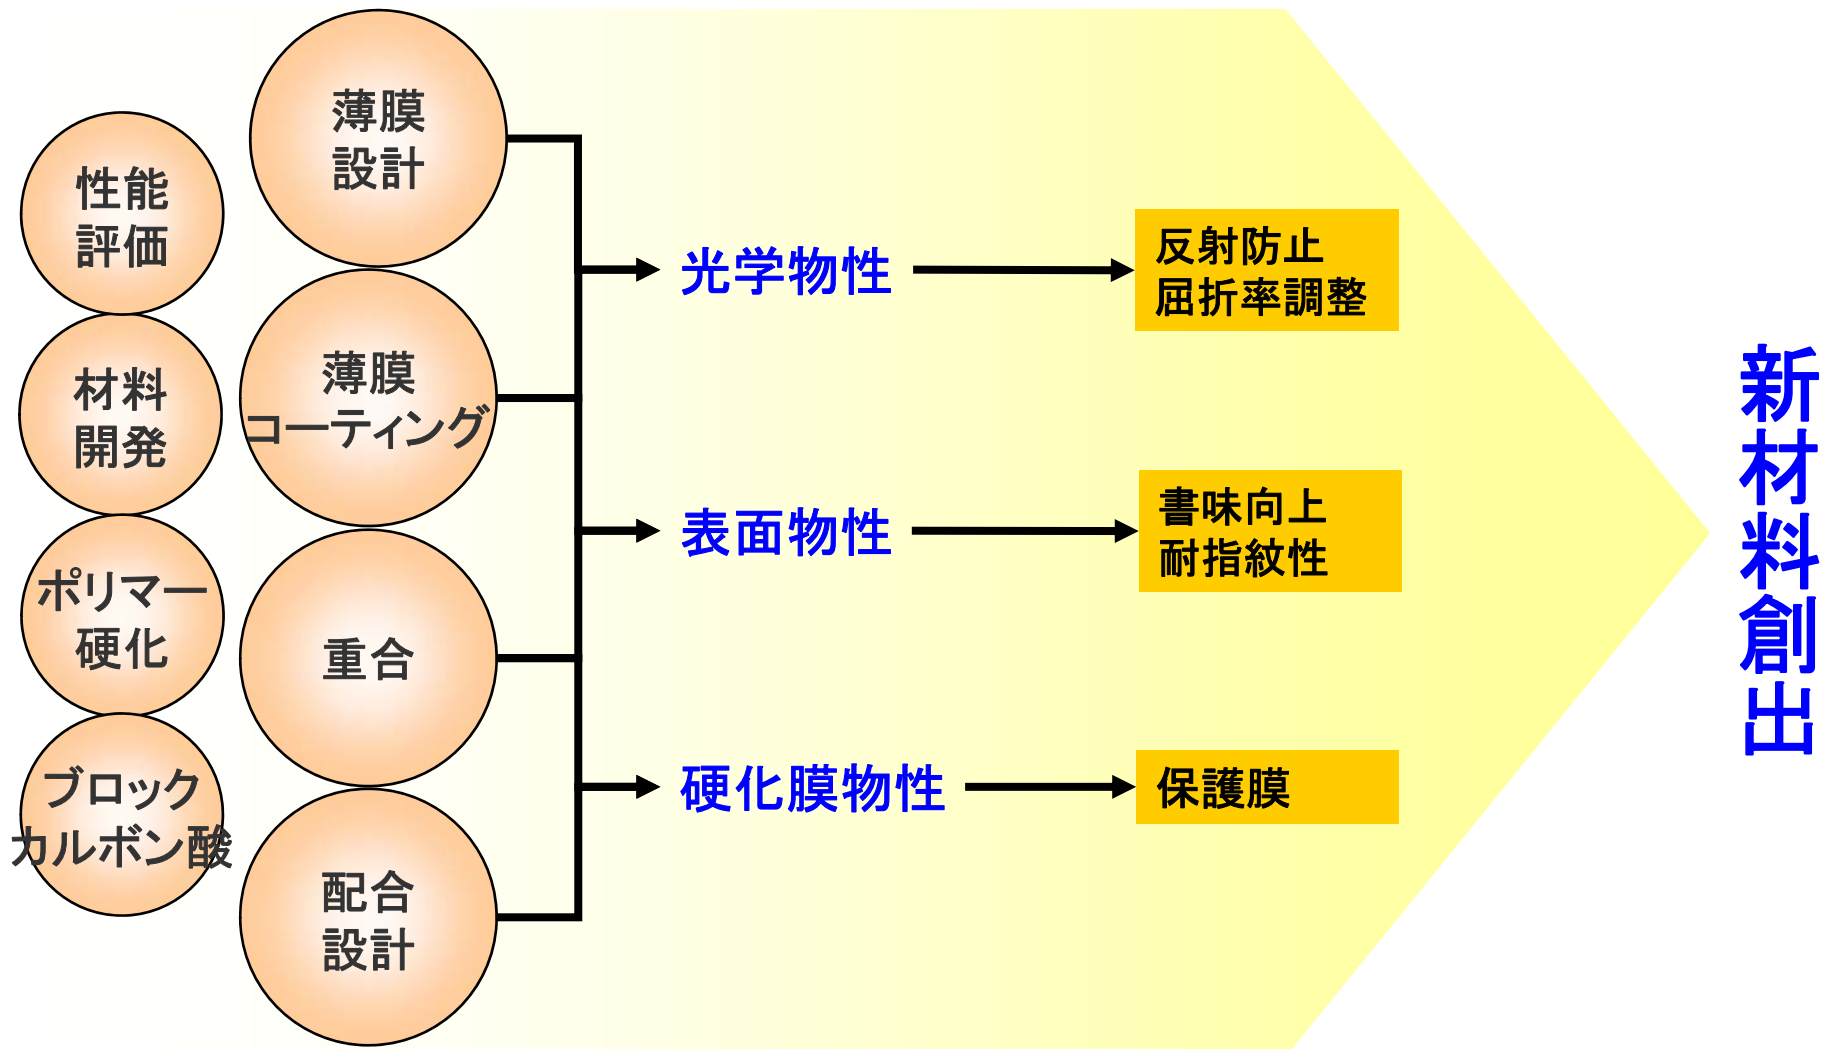 性能
評価
材料
開発
ポリマー
硬化
ブロック
カルボン酸
薄膜
設計
薄膜
コーティング
重合
配合
設計
光学物性
反射防止
屈折率調整
表面物性
書味向上
耐指紋性
硬化膜物性
保護膜
新材料創出